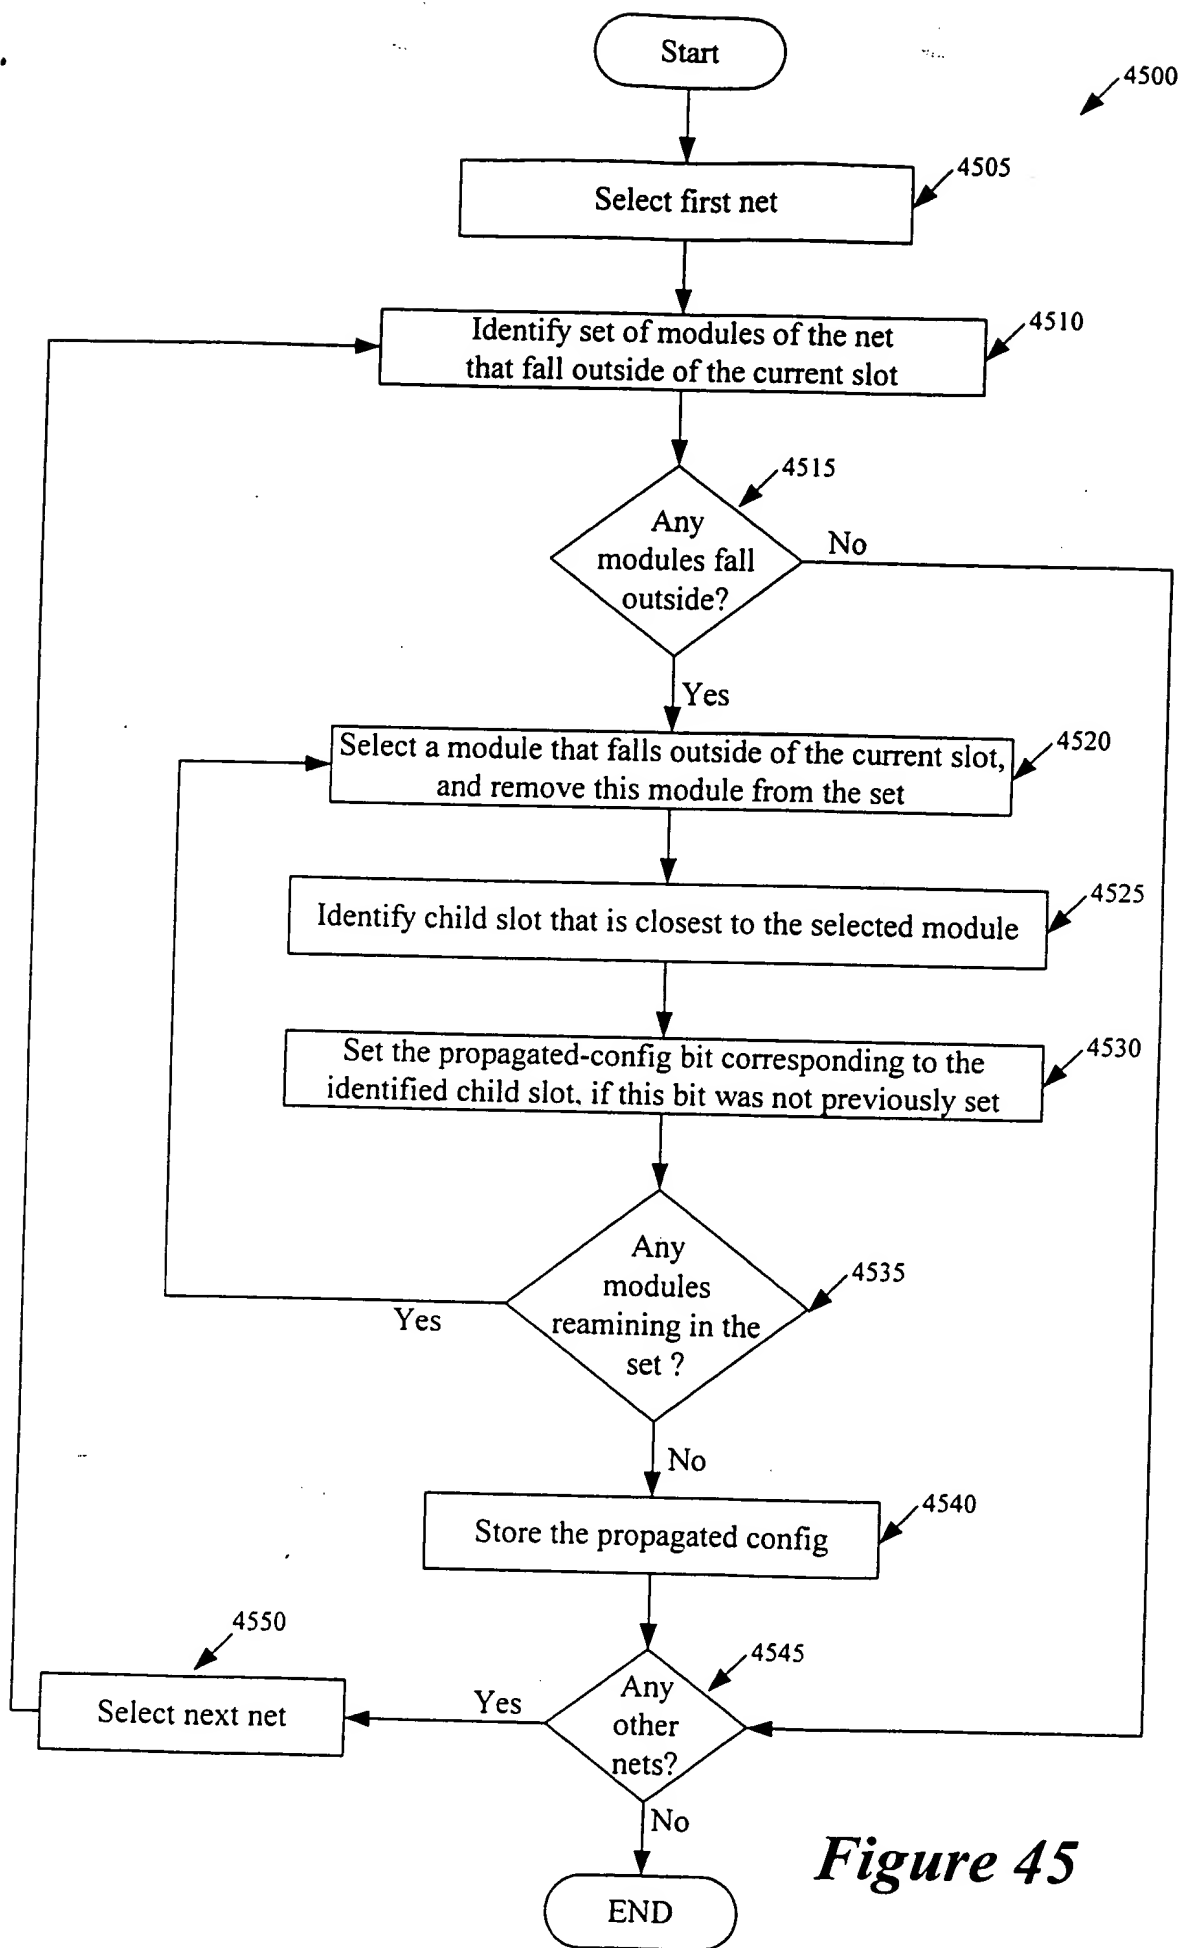 Start
4500
4505
Select first net
4510
Identify set of modules of the net
that fall outside of the current slot
4515
Any
modules fall
outside?
No
Yes
4520
Select a module that falls outside of the current slot,
and remove this module from the set
4525
Identify child slot that is closest to the selected module
4530
Set the propagated-config bit corresponding to the
identified child slot, if this bit was not previously set
4535
Any
modules
reamining in the
set ?
Yes
No
4540
Store the propagated config
4550
4545
Select next net
Yes
Any
other
nets?
No
Figure 45
END